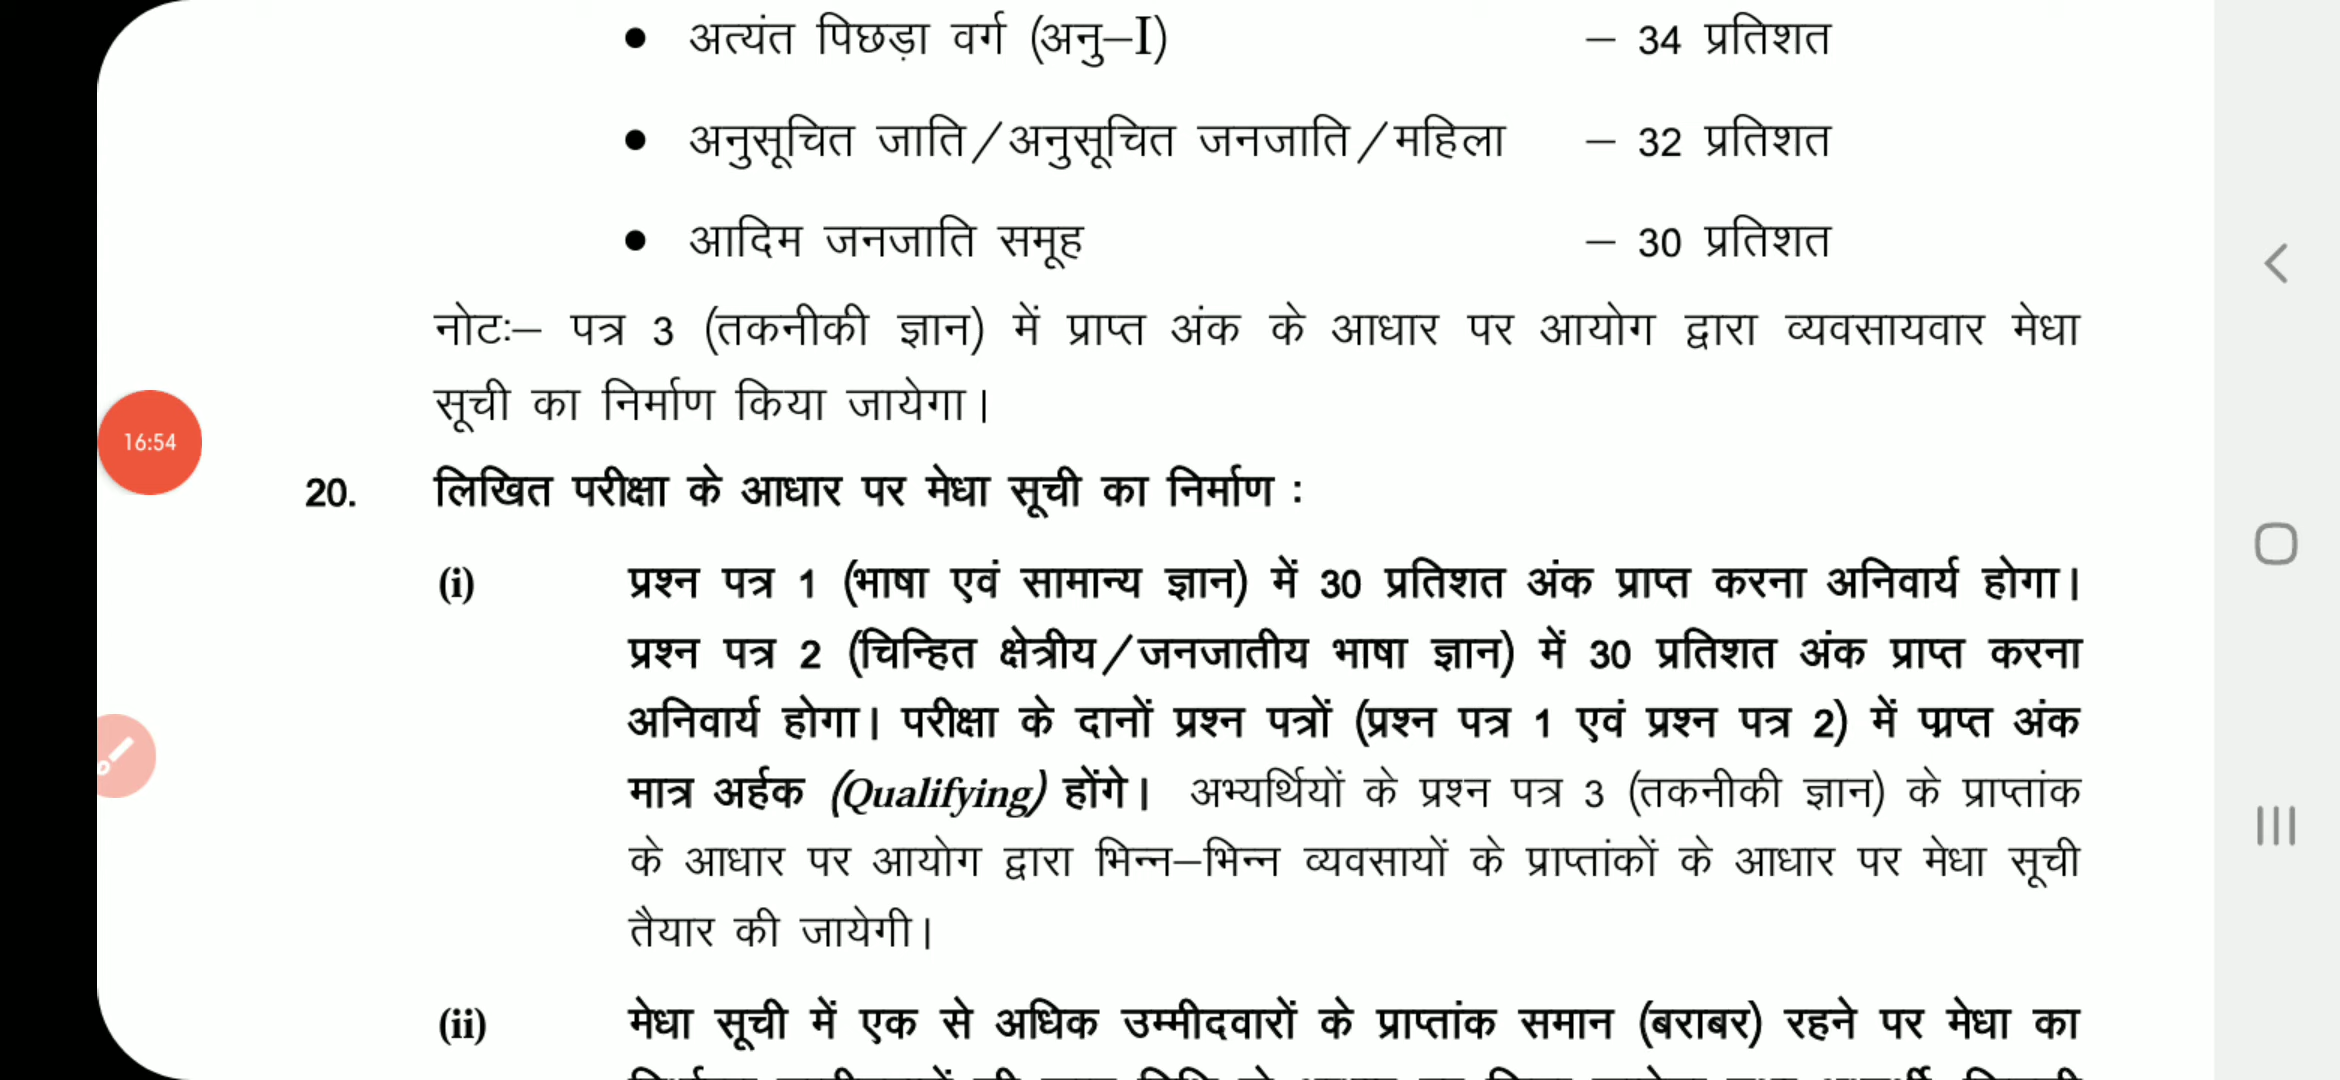 • अत्यंत पिछड़ा वर्ग (अनु–I) – 34 प्रतिशत
• अनुसूचित जाति/अनुसूचित जनजाति/महिला – 32 प्रतिशत
• आदिम जनजाति समूह – 30 प्रतिशत
नोटः– पत्र 3 (तकनीकी ज्ञान) में प्राप्त अंक के आधार पर आयोग द्वारा व्यवसायवार मेधा
सूची का निर्माण किया जायेगा।
16:54
20. लिखित परीक्षा के आधार पर मेधा सूची का निर्माण :
(i) प्रश्न पत्र 1 (भाषा एवं सामान्य ज्ञान) में 30 प्रतिशत अंक प्राप्त करना अनिवार्य होगा।
प्रश्न पत्र 2 (चिन्हित क्षेत्रीय/जनजातीय भाषा ज्ञान) में 30 प्रतिशत अंक प्राप्त करना
अनिवार्य होगा। परीक्षा के दानों प्रश्न पत्रों (प्रश्न पत्र 1 एवं प्रश्न पत्र 2) में प्राप्त अंक
मात्र अर्हक (Qualifying) होंगे। अभ्यर्थियों के प्रश्न पत्र 3 (तकनीकी ज्ञान) के प्राप्तांक
के आधार पर आयोग द्वारा भिन्न–भिन्न व्यवसायों के प्राप्तांकों के आधार पर मेधा सूची
तैयार की जायेगी।
(ii) मेधा सूची में एक से अधिक उम्मीदवारों के प्राप्तांक समान (बराबर) रहने पर मेधा का